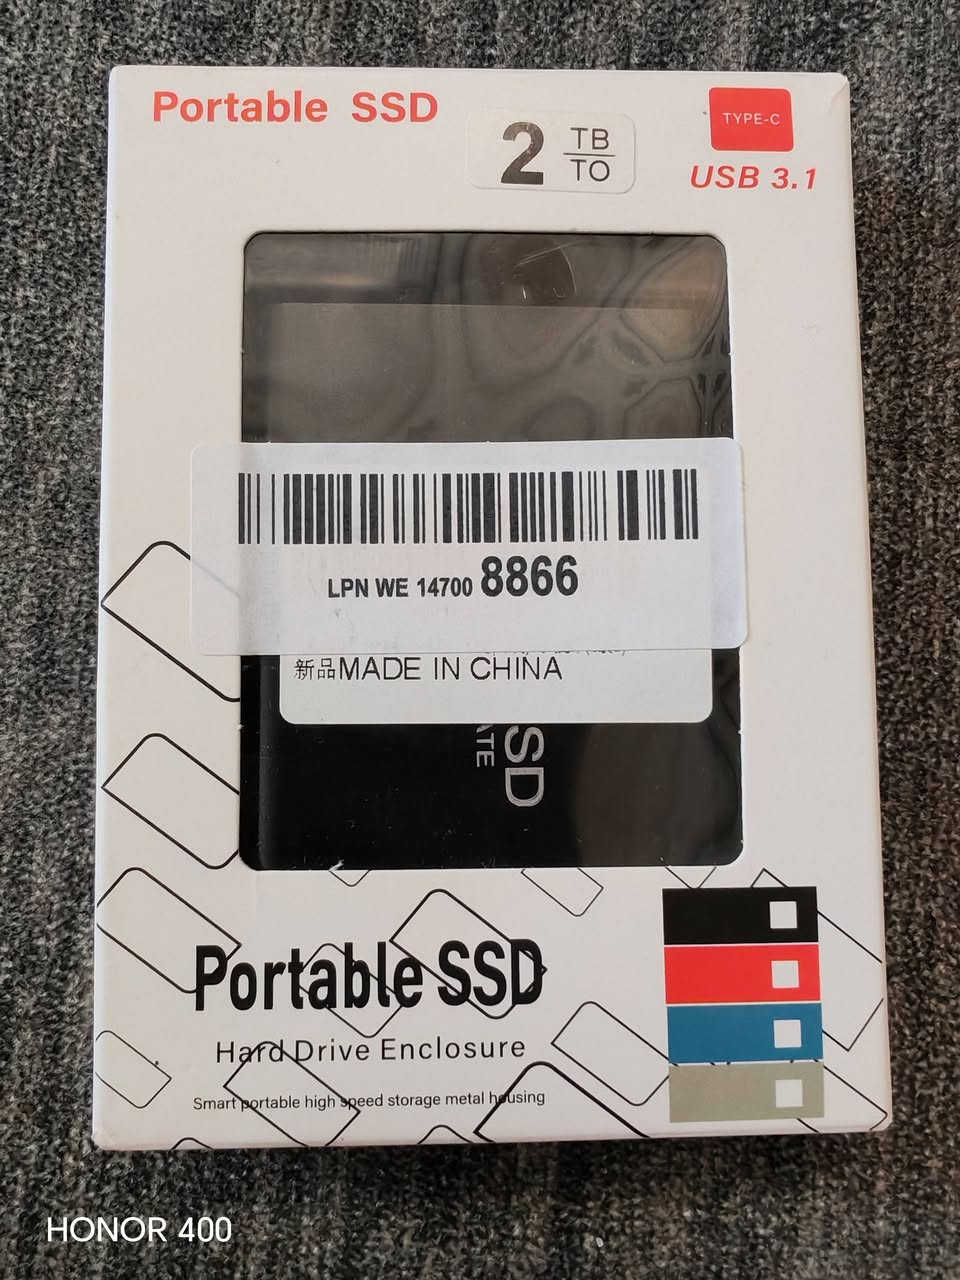 Portable SSD
2 TB
TO
TYPE-C
USB 3.1
LPN WE 14700 8866
新品MADE IN CHINA
SSD
Portable SSD
Hard Drive Enclosure
Smart portable high speed storage metal housing
HONOR 400